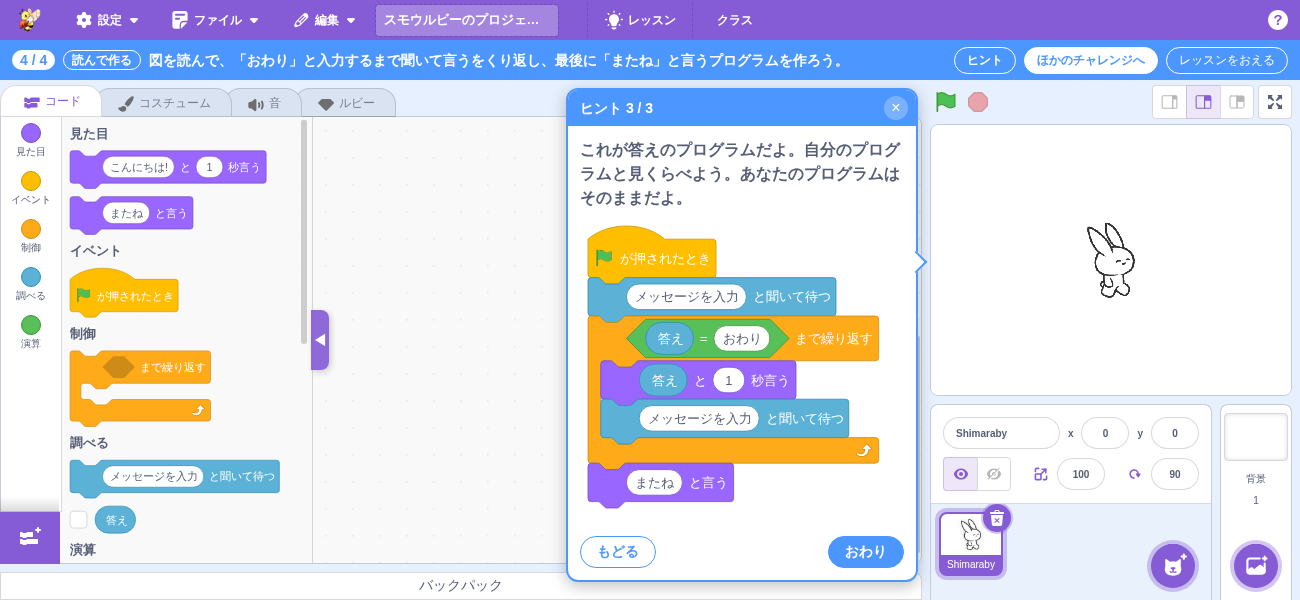 設定 ファイル 編集 スモウルビーのプロジェ… レッスン クラス ?
4 / 4 読んで作る 図を読んで、「おわり」と入力するまで聞いて言うをくり返し、最後に「またね」と言うプログラムを作ろう。 ヒント ほかのチャレンジへ レッスンをおえる
コード コスチューム 音 ルビー
見た目
イベント
制御
調べる
演算
見た目
こんにちは! と 1 秒言う
またね と言う
イベント
が押されたとき
制御
まで繰り返す
調べる
メッセージを入力 と聞いて待つ
答え
演算
ヒント 3 / 3 ×
これが答えのプログラムだよ。自分のプログ
ラムと見くらべよう。あなたのプログラムは
そのままだよ。
が押されたとき
メッセージを入力 と聞いて待つ
答え = おわり まで繰り返す
答え と 1 秒言う
メッセージを入力 と聞いて待つ
またね と言う
もどる おわり
Shimaraby x 0 y 0
100 90
Shimaraby
背景
1
バックパック